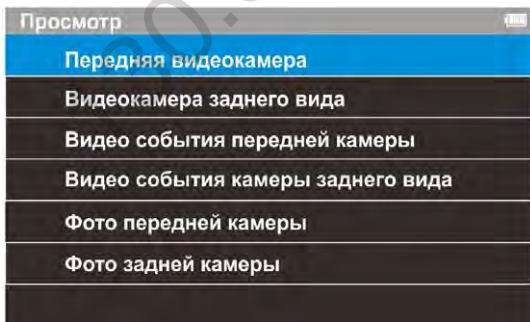 Просмотр
Передняя видеокамера
Видеокамера заднего вида
Видео события передней камеры
Видео события камеры заднего вида
Фото передней камеры
Фото задней камеры